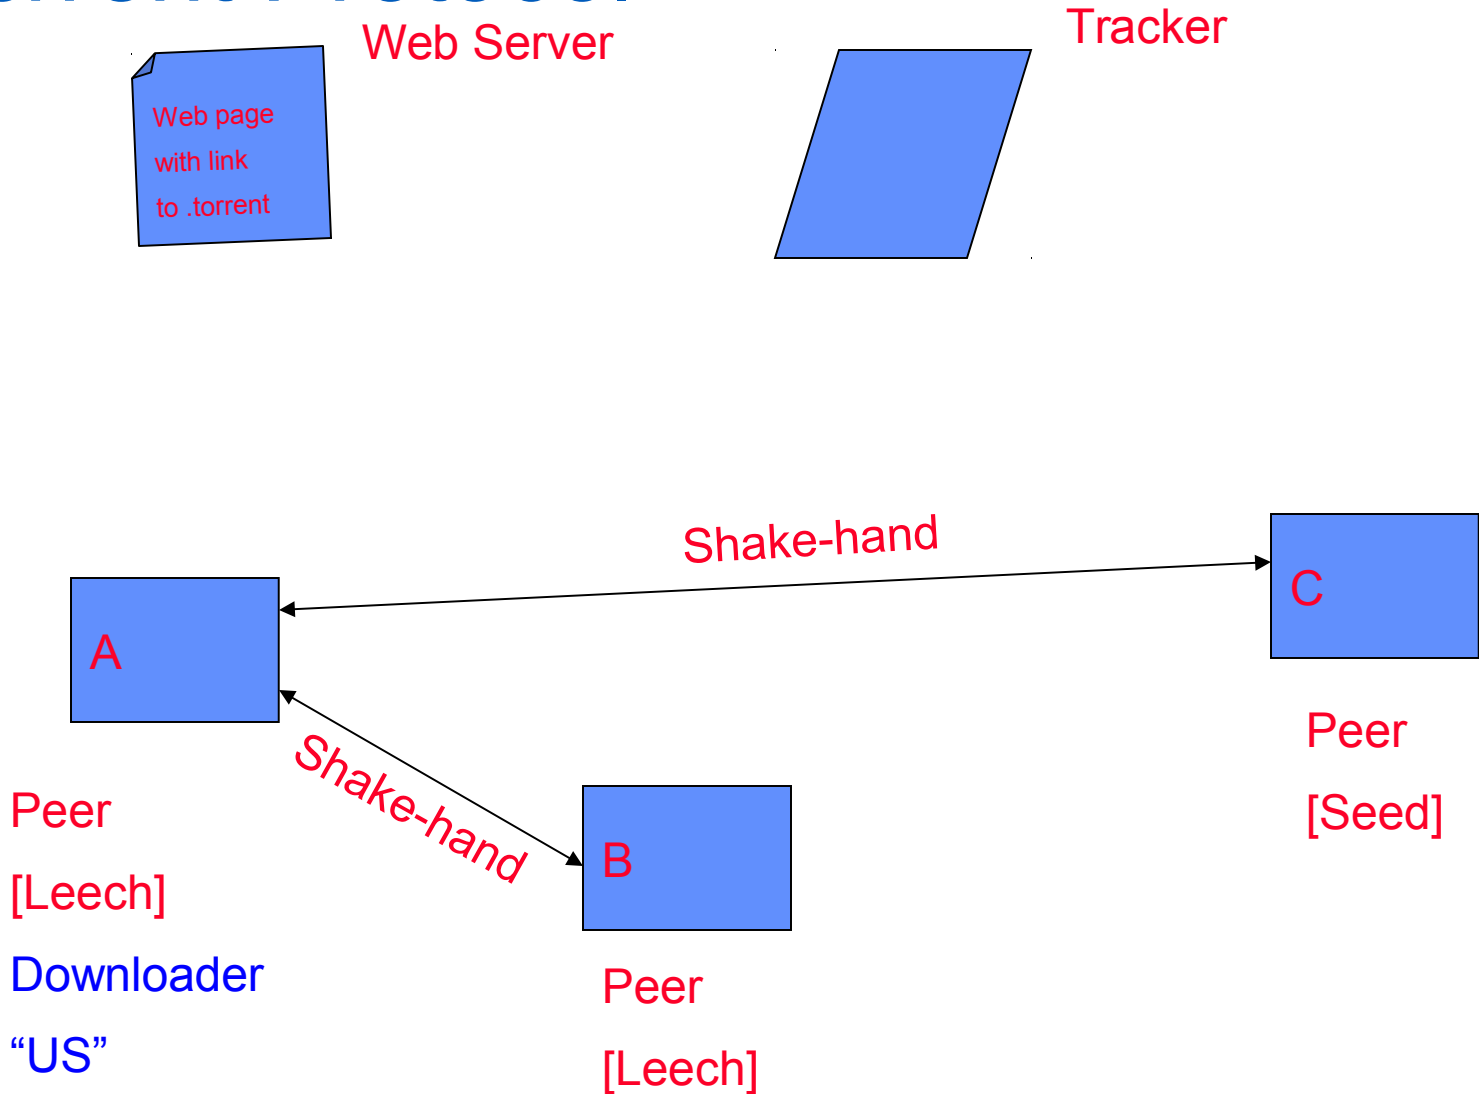 Web Server
Tracker
Web page
with link
to .torrent
Shake-hand
C
A
Peer
[Seed]
Shake-hand
B
Peer
[Leech]
Downloader
“US”
Peer
[Leech]